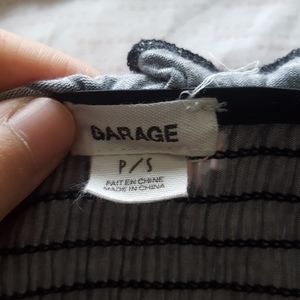 GARAGE
P/S
FAIT EN CHINE
MADE IN CHINA